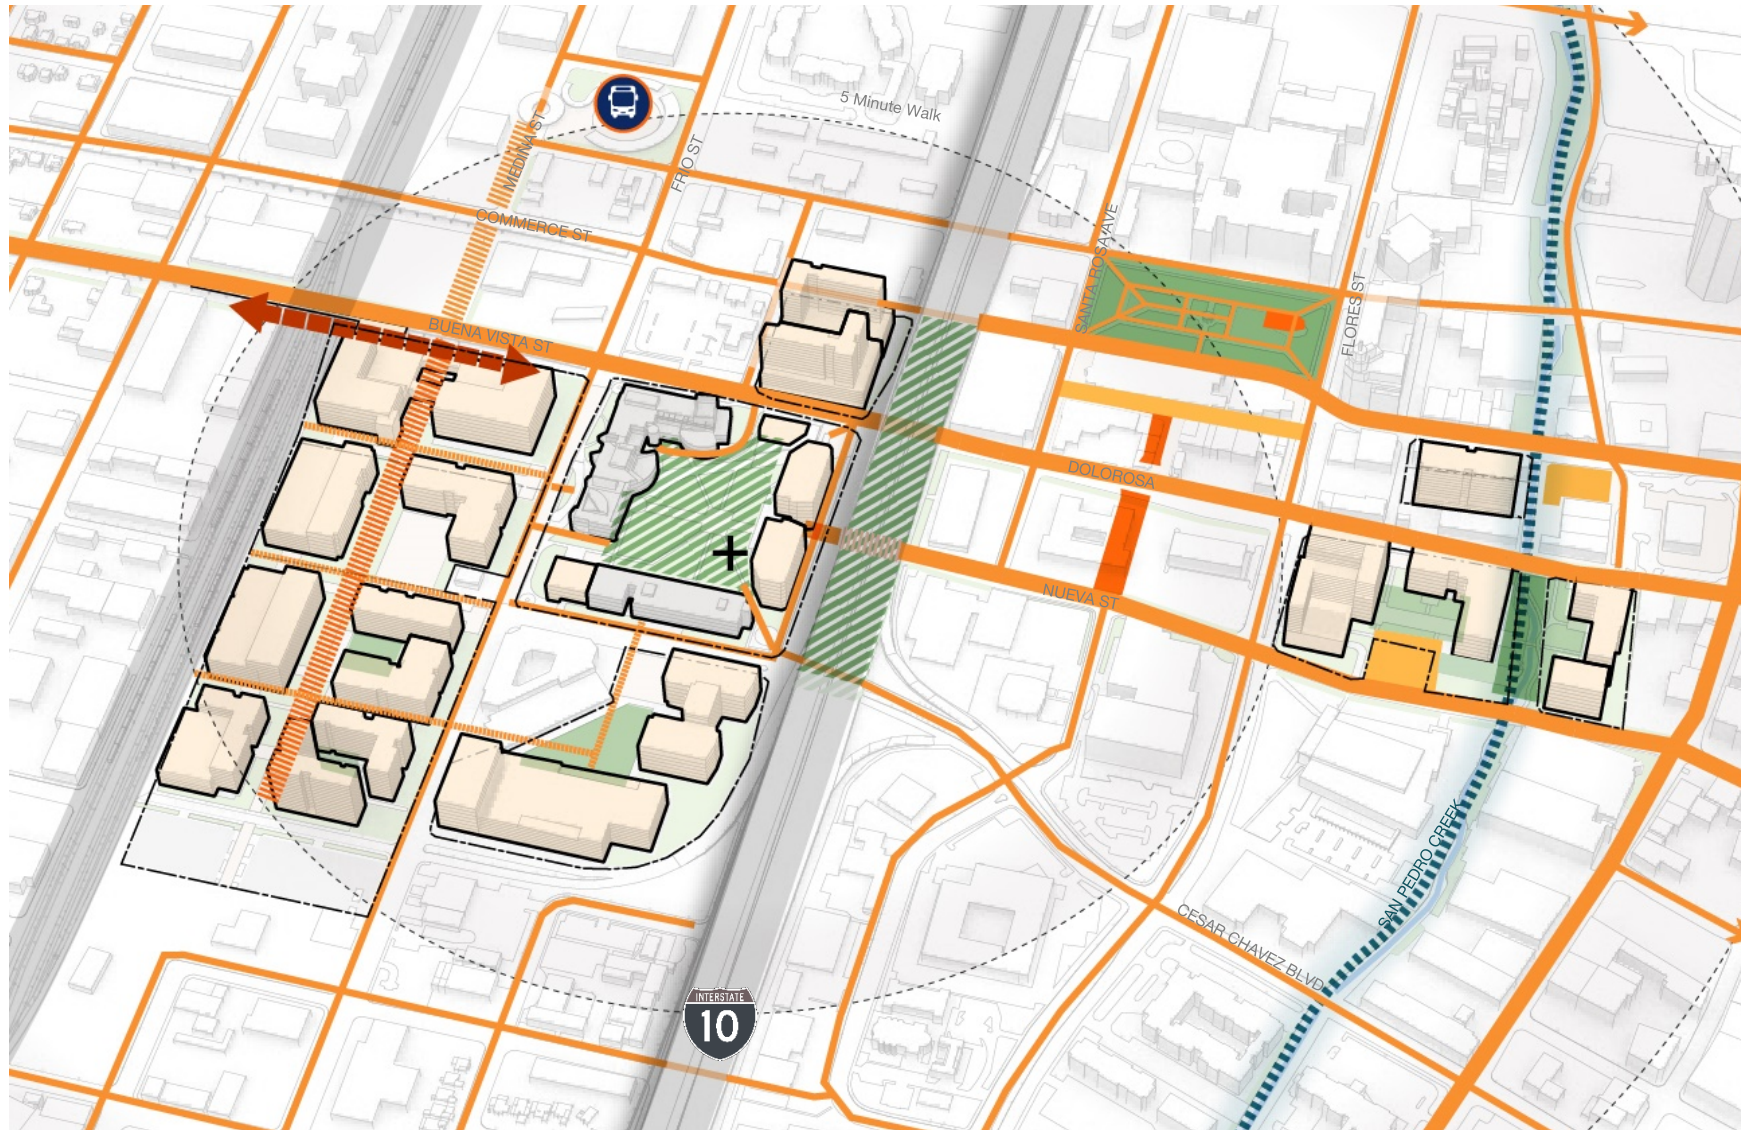 5 Minute Walk
MEDINA ST
FRIO ST
COMMERCE ST
SANTA ROSA AVE
FLORES ST
BUENA VISTA ST
DOLOROSA
NUEVA ST
SAN PEDRO CREEK
CESAR CHAVEZ BLVD
INTERSTATE
10